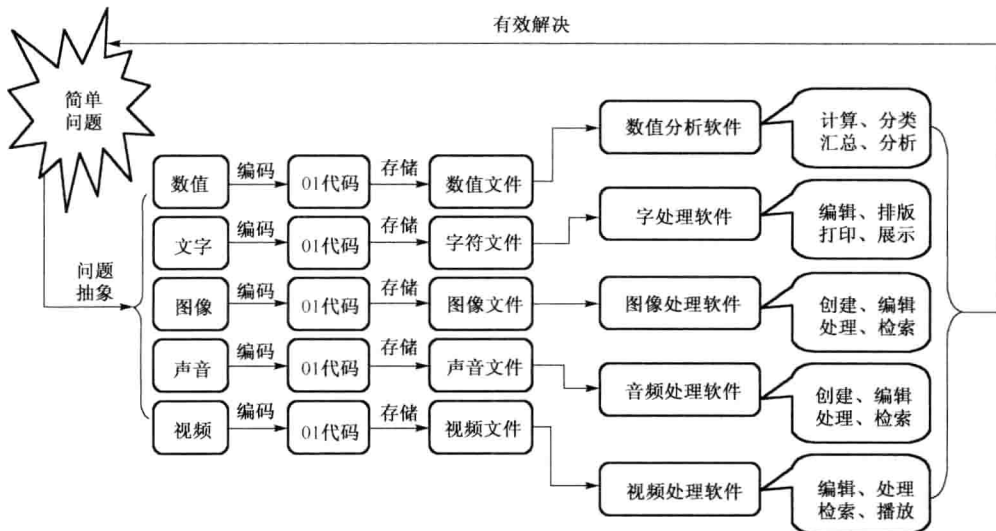 有效解决
简单
问题
问题
抽象
数值
编码
01代码
存储
数值文件
数值分析软件
计算、分类
汇总、分析
文字
编码
01代码
存储
字符文件
字处理软件
编辑、排版
打印、展示
图像
编码
01代码
存储
图像文件
图像处理软件
创建、编辑
处理、检索
声音
编码
01代码
存储
声音文件
音频处理软件
创建、编辑
处理、检索
视频
编码
01代码
存储
视频文件
视频处理软件
编辑、处理
检索、播放